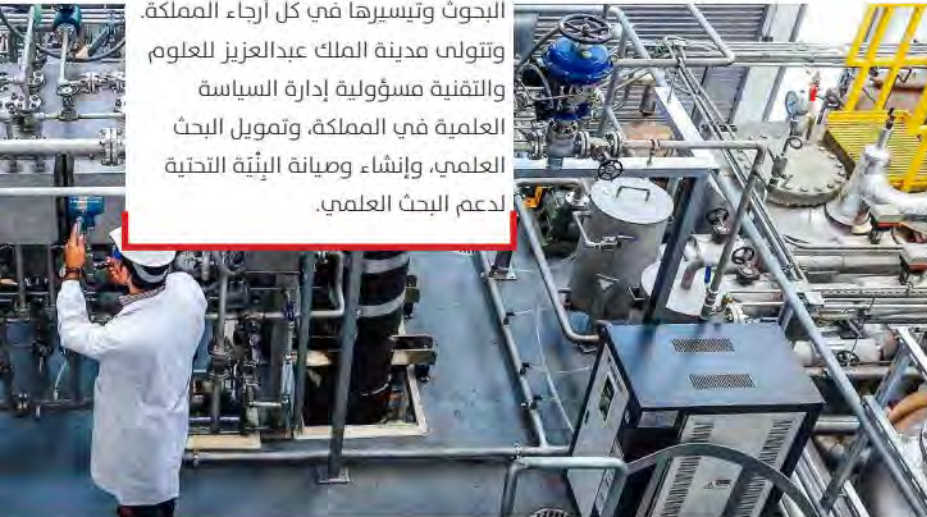 البحوث وتيسيرها في كل أرجاء المملكة.
وتتولى مدينة الملك عبدالعزيز للعلوم
والتقنية مسؤولية إدارة السياسة
العلمية في المملكة، وتمويل البحث
العلمي، وإنشاء وصيانة البِنْيَة التحتية
لدعم البحث العلمي.